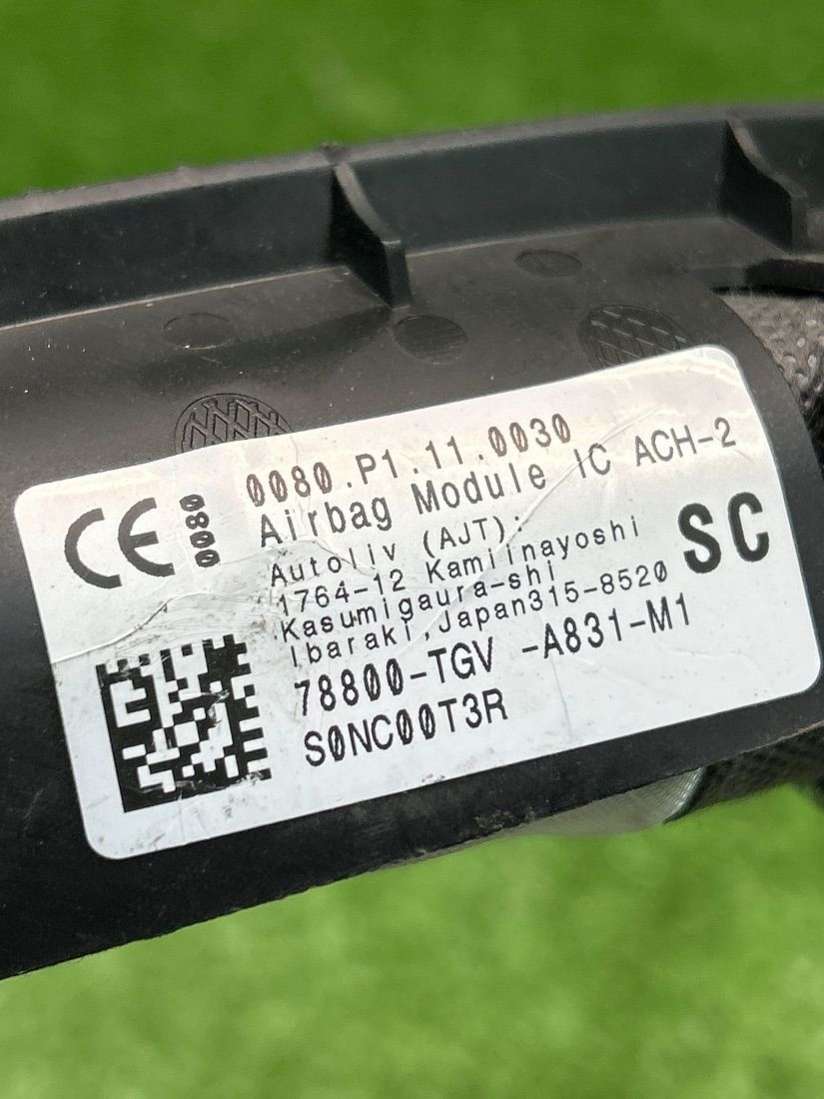 CE 0080
0080.P1.11.0030
Airbag Module IC ACH-2
Autoliv (AJT):
1764-12 Kamiinayoshi
Kasumigaura-shi
Ibaraki,Japan315-8520
SC
78800-TGV -A831-M1
S0NC00T3R